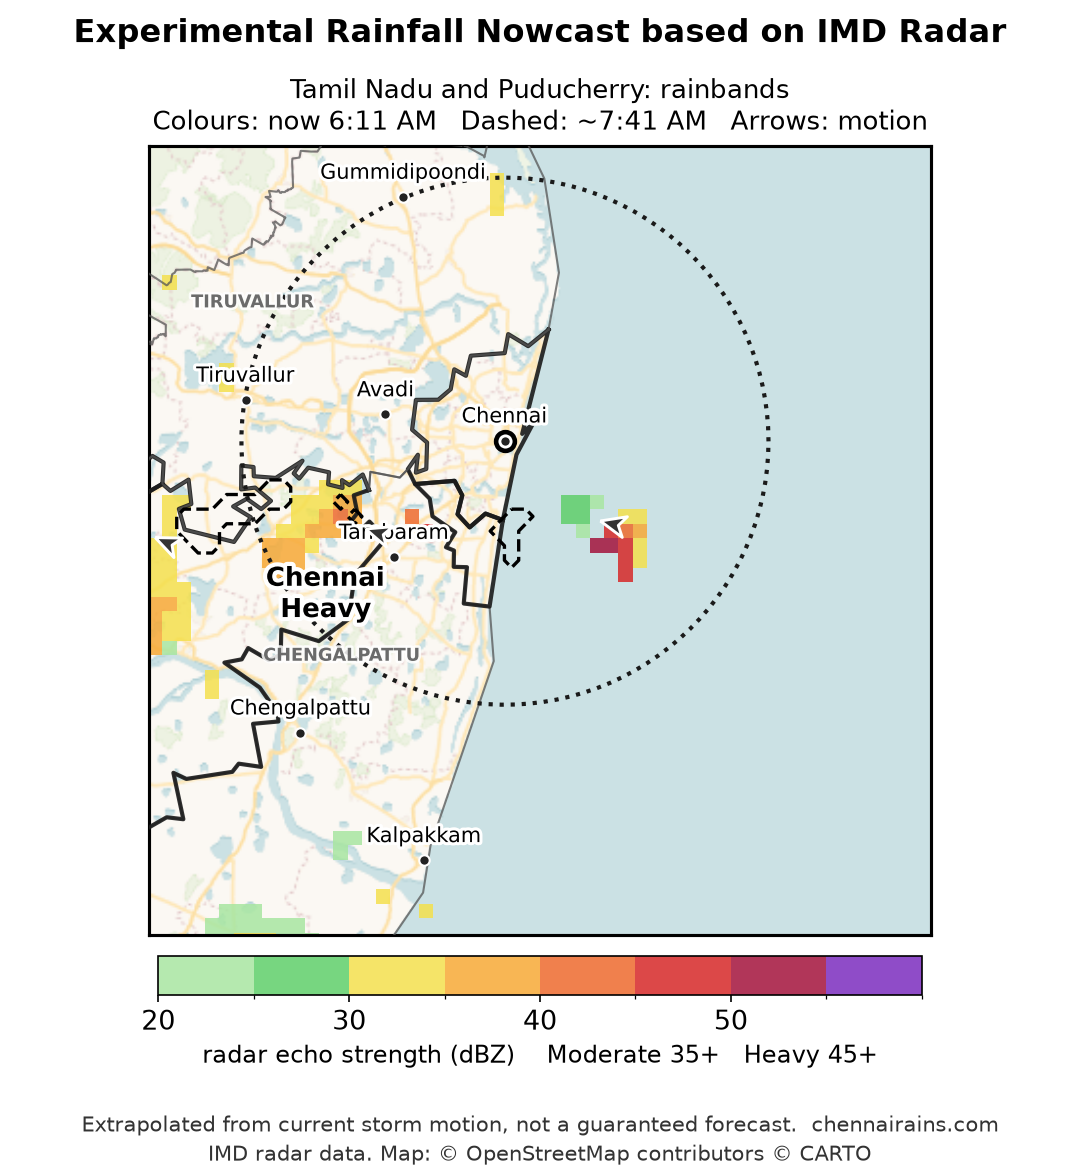 Experimental Rainfall Nowcast based on IMD Radar
Tamil Nadu and Puducherry: rainbands
Colours: now 6:11 AM   Dashed: ~7:41 AM   Arrows: motion
Gummidipoondi
TIRUVALLUR
Tiruvallur
Avadi
Chennai
Tambaram
Chennai
Heavy
CHENGALPATTU
Chengalpattu
Kalpakkam
20 30 40 50
radar echo strength (dBZ)    Moderate 35+   Heavy 45+
Extrapolated from current storm motion, not a guaranteed forecast.  chennairains.com
IMD radar data. Map: © OpenStreetMap contributors © CARTO